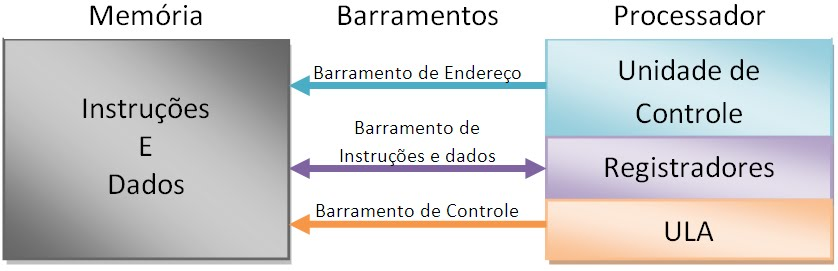 Memória
Barramentos
Processador
Instruções
E
Dados
Barramento de Endereço
Barramento de
Instruções e dados
Barramento de Controle
Unidade de
Controle
Registradores
ULA